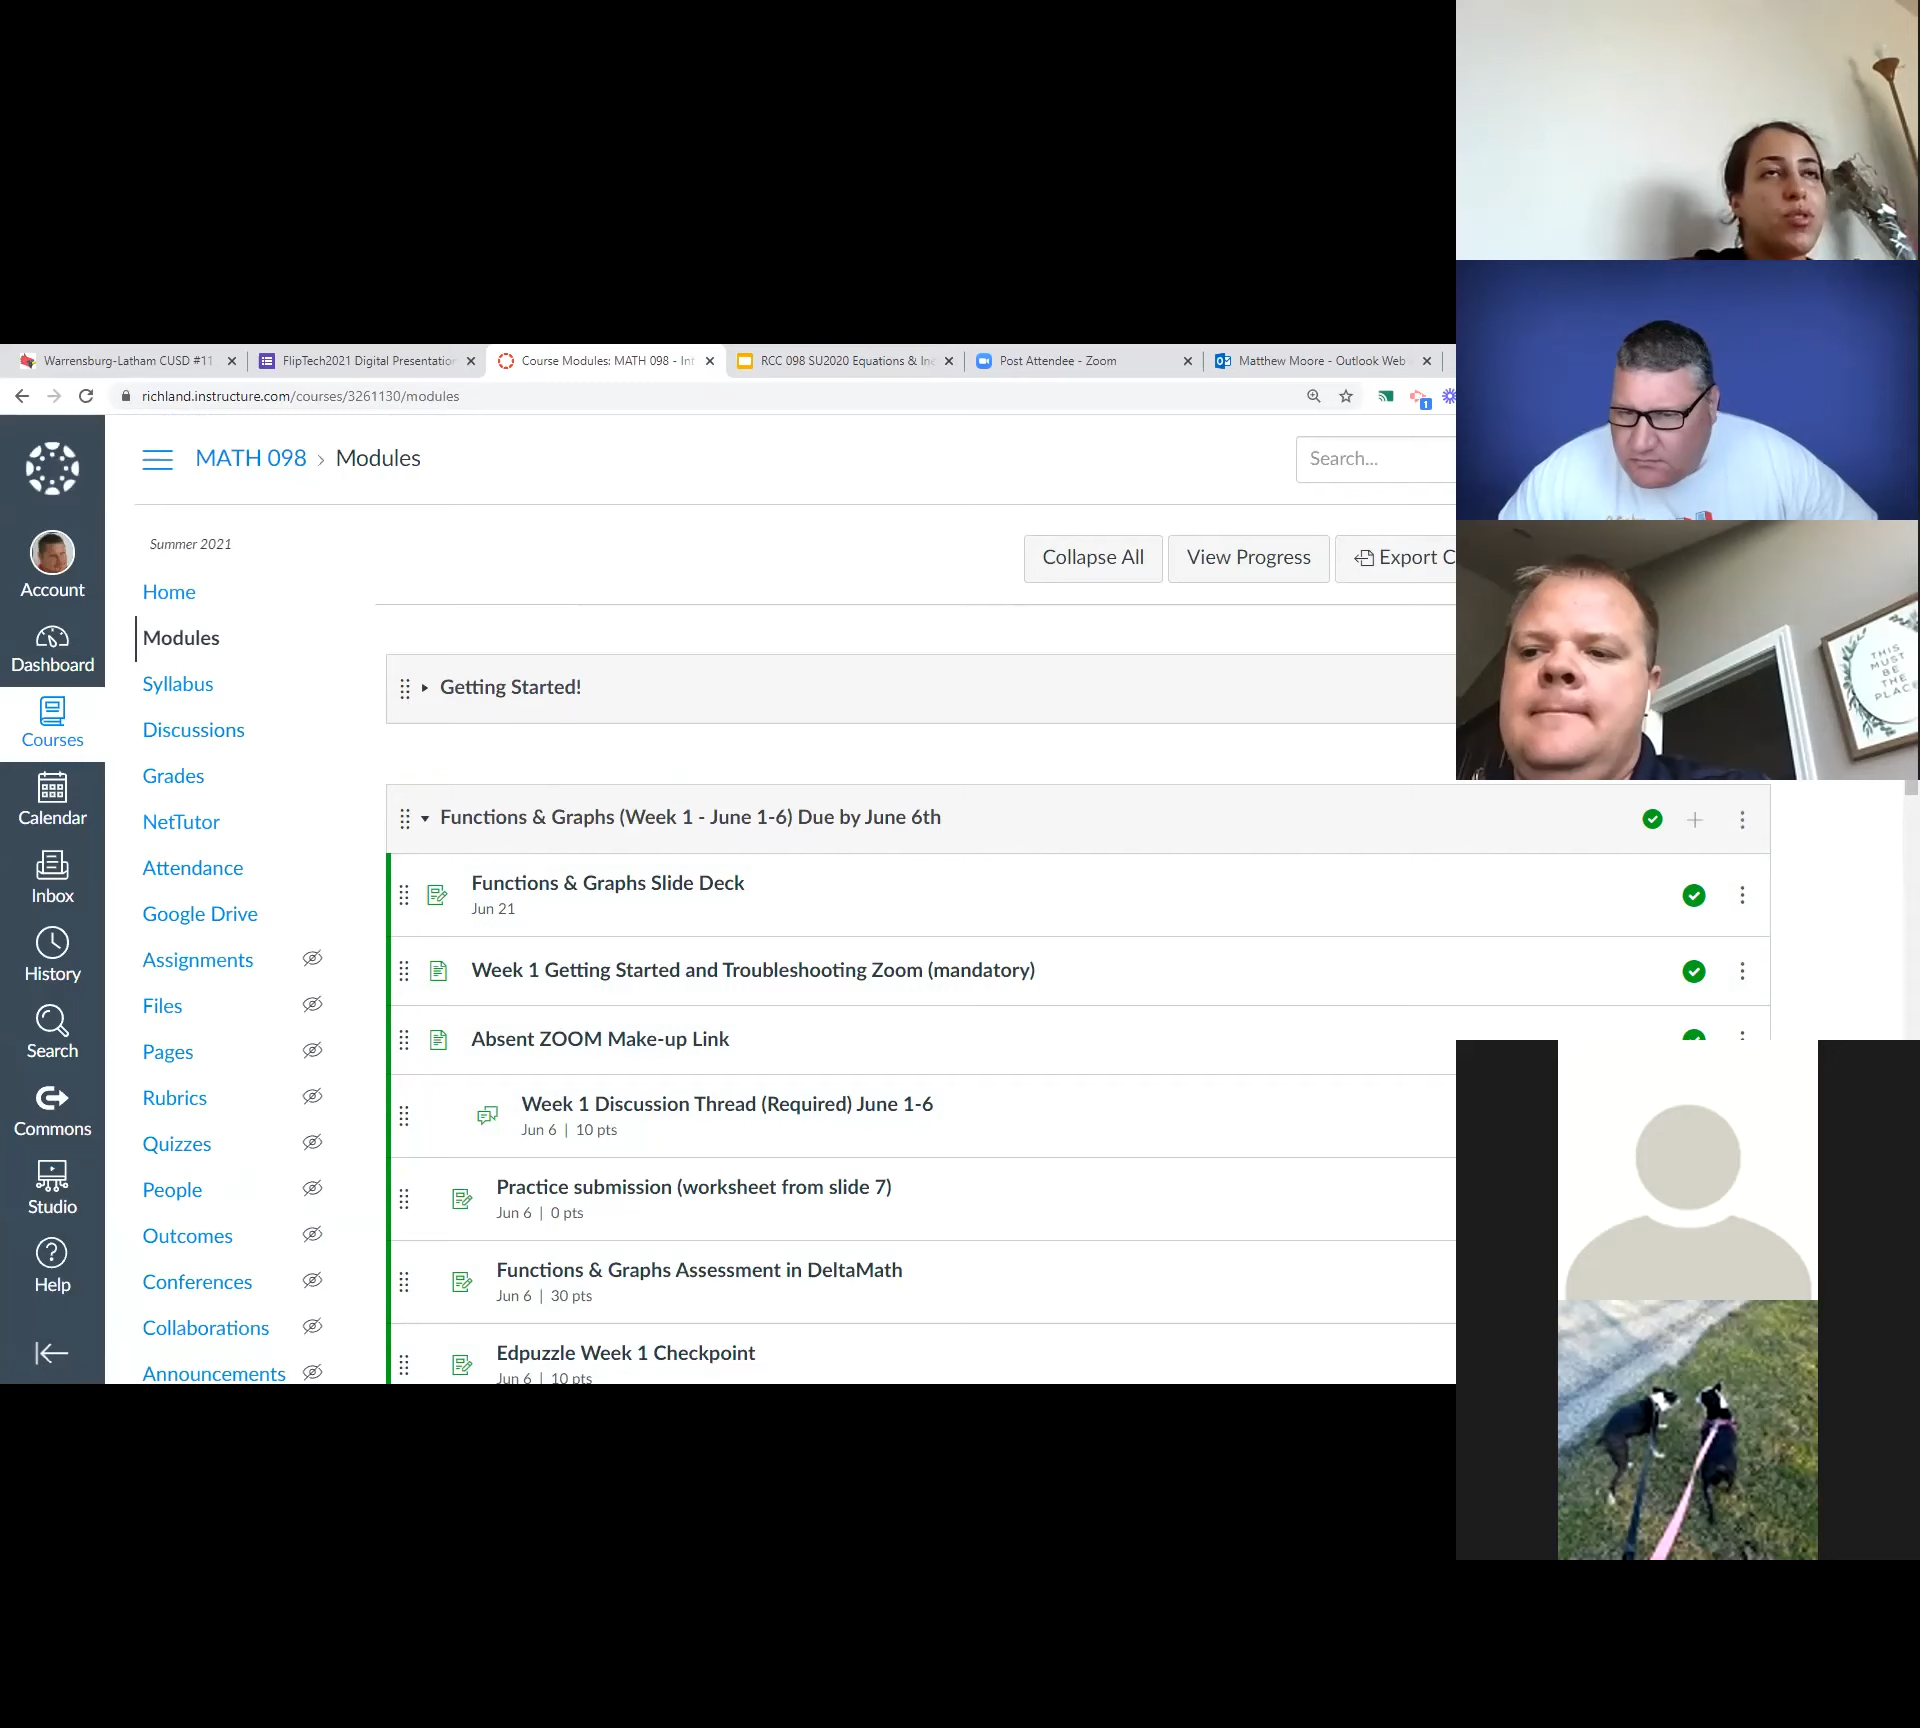 Warrensburg-Latham CUSD #11
FlipTech2021 Digital Presentation
Course Modules: MATH 098 - Int
RCC 098 SU2020 Equations & Ine
Post Attendee - Zoom
Matthew Moore - Outlook Web
richland.instructure.com/courses/3261130/modules
1
MATH 098 › Modules
Search...
Summer 2021
Collapse All
View Progress
Export C
Account
Dashboard
Courses
Calendar
Inbox
History
Search
Commons
Studio
Help
Home
Modules
Syllabus
Discussions
Grades
NetTutor
Attendance
Google Drive
Assignments
Files
Pages
Rubrics
Quizzes
People
Outcomes
Conferences
Collaborations
Announcements
Getting Started!
Functions & Graphs (Week 1 - June 1-6) Due by June 6th
Functions & Graphs Slide Deck
Jun 21
Week 1 Getting Started and Troubleshooting Zoom (mandatory)
Absent ZOOM Make-up Link
Week 1 Discussion Thread (Required) June 1-6
Jun 6 | 10 pts
Practice submission (worksheet from slide 7)
Jun 6 | 0 pts
Functions & Graphs Assessment in DeltaMath
Jun 6 | 30 pts
Edpuzzle Week 1 Checkpoint
Jun 6 | 10 pts
THIS
MUST
BE
THE
PLACE